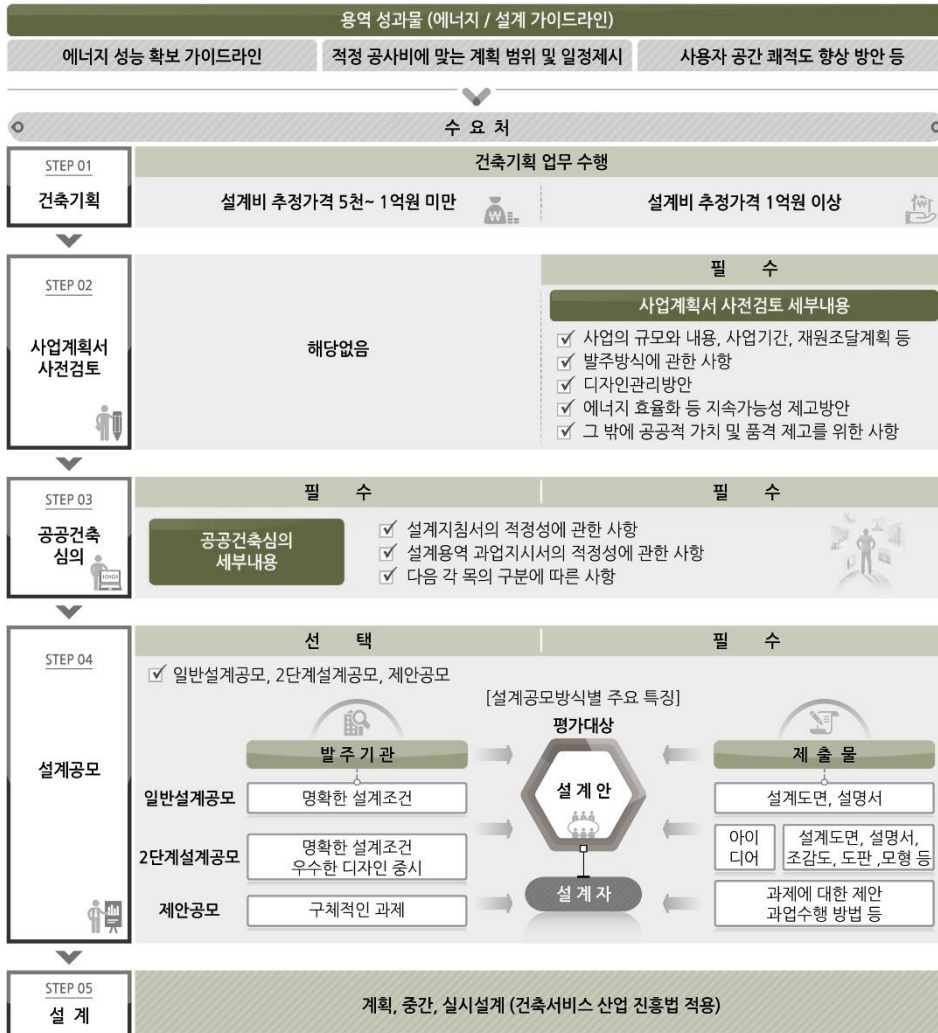 용역 성과물 (에너지 / 설계 가이드라인)
에너지 성능 확보 가이드라인
적정 공사비에 맞는 계획 범위 및 일정제시
사용자 공간 쾌적도 향상 방안 등
수 요 처
STEP 01
건축기획
건축기획 업무 수행
설계비 추정가격 5천~ 1억원 미만
설계비 추정가격 1억원 이상
STEP 02
사업계획서
사전검토
해당없음
필 수
사업계획서 사전검토 세부내용
사업의 규모와 내용, 사업기간, 재원조달계획 등
발주방식에 관한 사항
디자인관리방안
에너지 효율화 등 지속가능성 제고방안
그 밖에 공공적 가치 및 품격 제고를 위한 사항
STEP 03
공공건축
심의
필 수
필 수
공공건축심의
세부내용
설계지침서의 적정성에 관한 사항
설계용역 과업지시서의 적정성에 관한 사항
다음 각 목의 구분에 따른 사항
STEP 04
설계공모
선 택
필 수
일반설계공모, 2단계설계공모, 제안공모
[설계공모방식별 주요 특징]
평가대상
발 주 기 관
설 계 안
제 출 물
일반설계공모
명확한 설계조건
설계도면, 설명서
2단계설계공모
명확한 설계조건
우수한 디자인 중시
아이
디어
설계도면, 설명서,
조감도, 도판 ,모형 등
제안공모
구체적인 과제
설 계 자
과제에 대한 제안
과업수행 방법 등
STEP 05
설 계
계획, 중간, 실시설계 (건축서비스 산업 진흥법 적용)